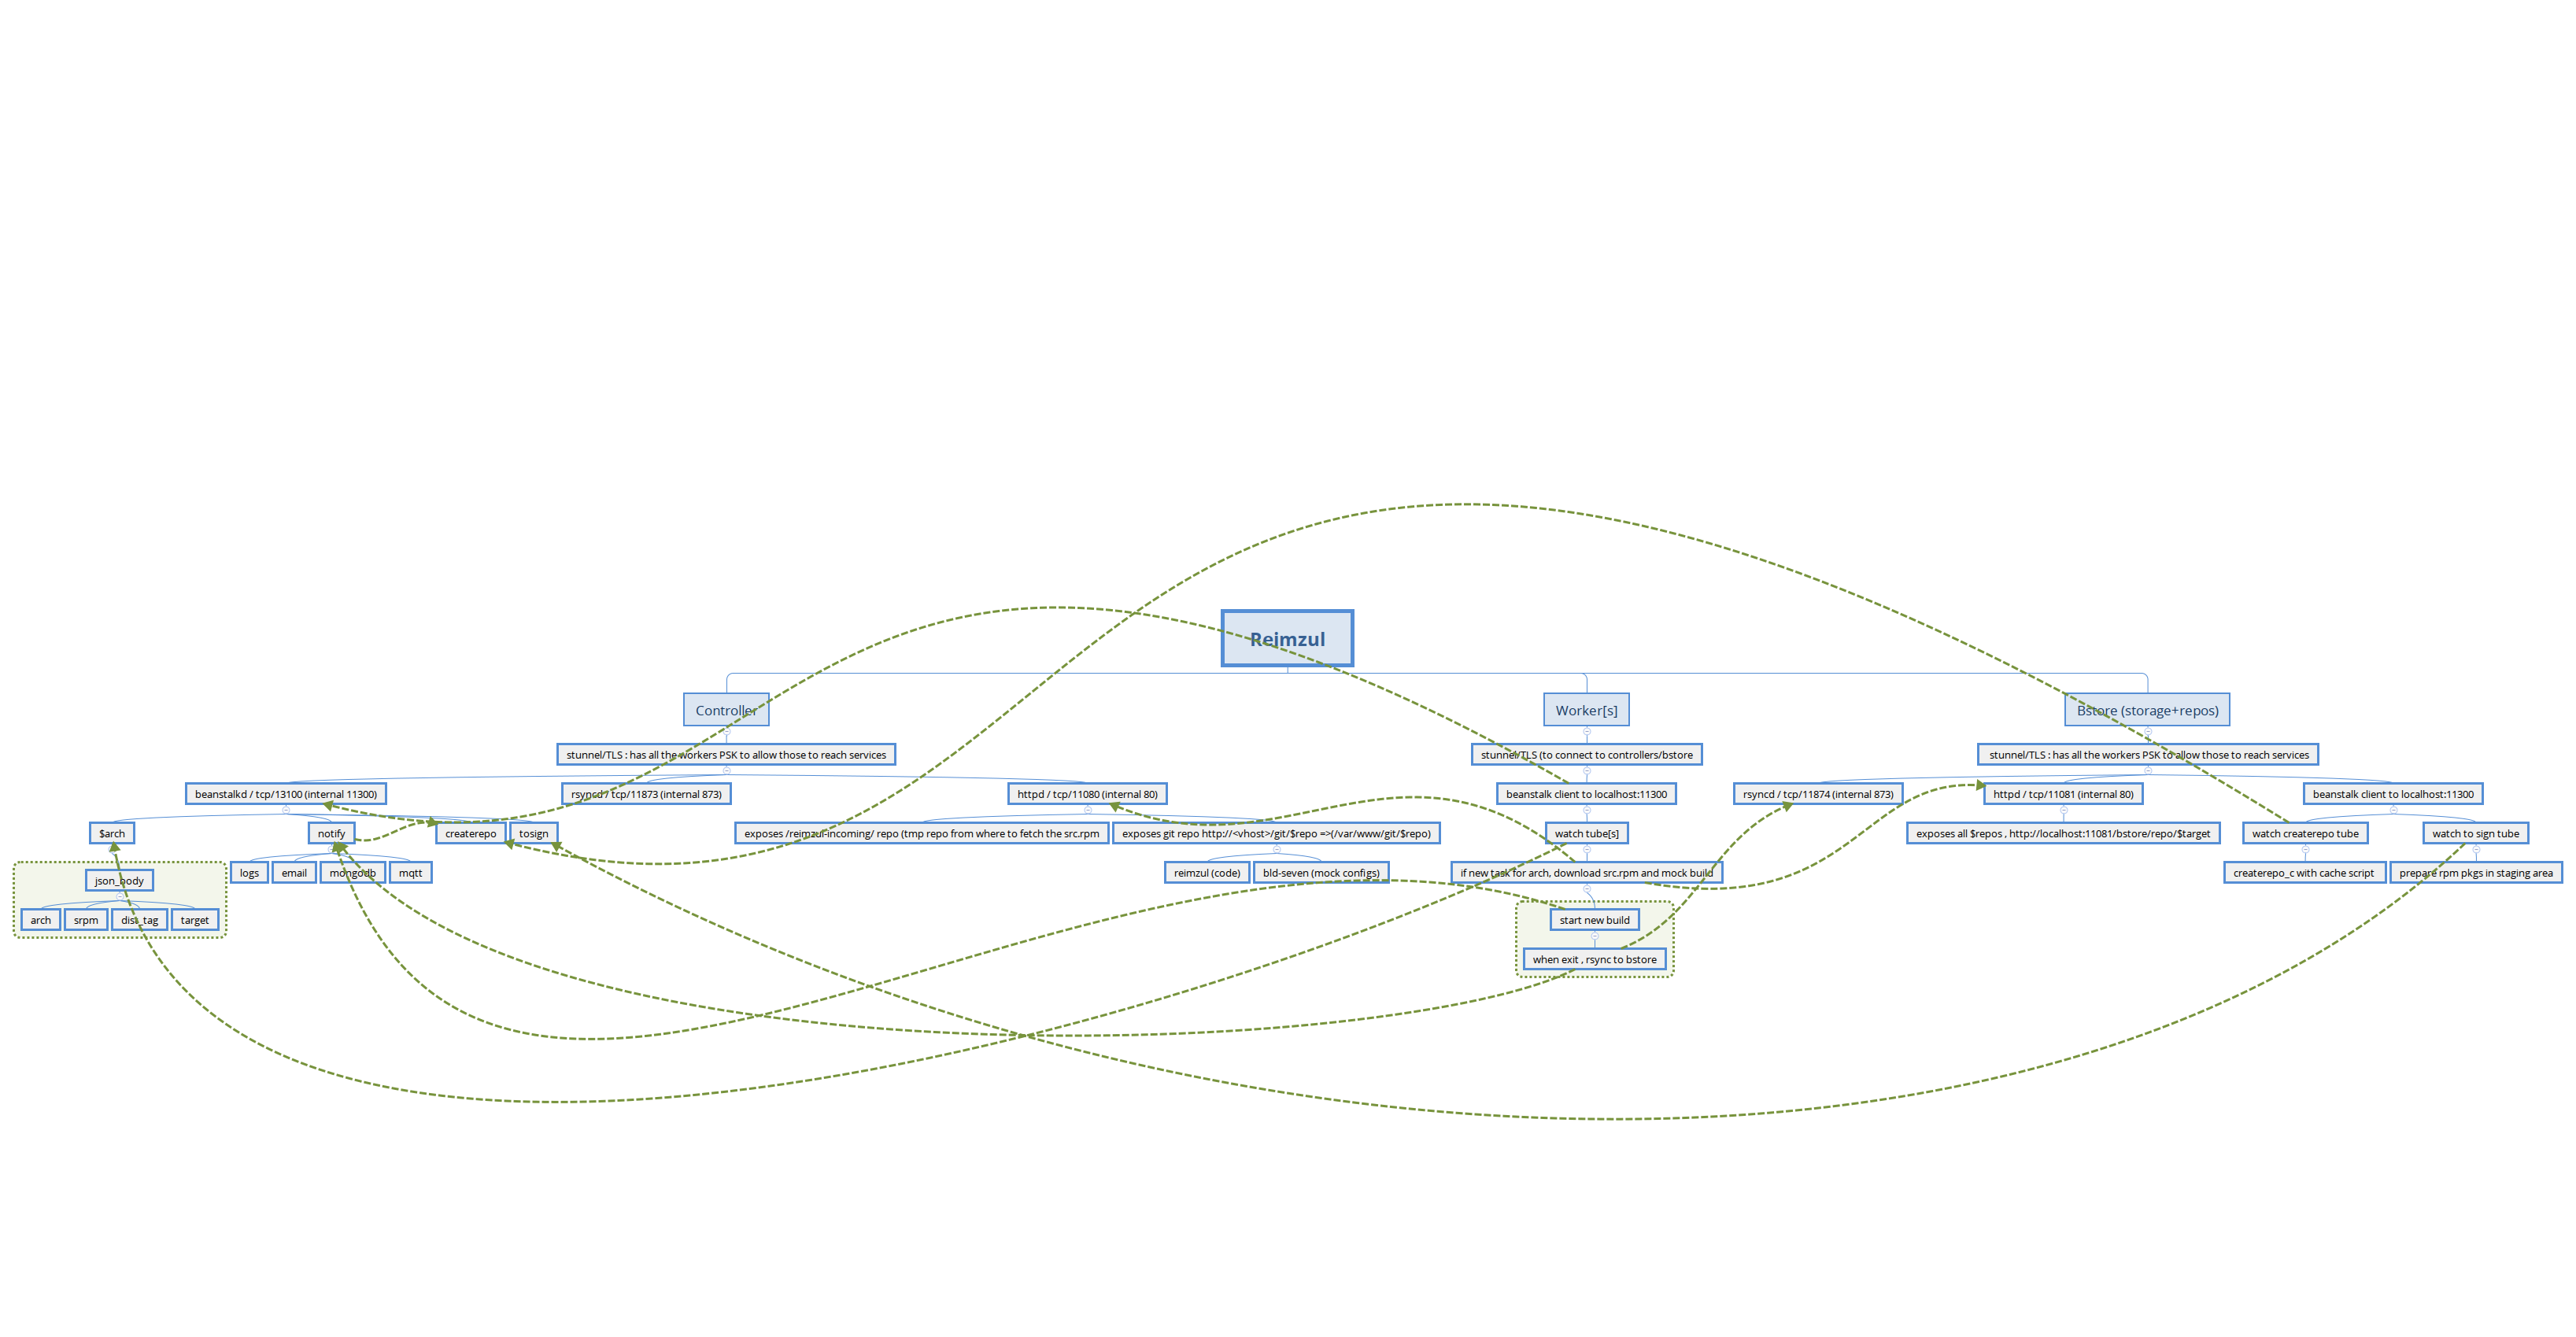 Reimzul
Controller
Worker[s]
Bstore (storage+repos)
stunnel/TLS : has all the workers PSK to allow those to reach services
stunnel/TLS (to connect to controllers/bstore
stunnel/TLS : has all the workers PSK to allow those to reach services
beanstalkd / tcp/13100 (internal 11300)
rsyncd / tcp/11873 (internal 873)
httpd / tcp/11080 (internal 80)
beanstalk client to localhost:11300
rsyncd / tcp/11874 (internal 873)
httpd / tcp/11081 (internal 80)
beanstalk client to localhost:11300
$arch
notify
createrepo
tosign
exposes /reimzul-incoming/ repo (tmp repo from where to fetch the src.rpm
exposes git repo http://<vhost>/git/$repo =>(/var/www/git/$repo)
watch tube[s]
exposes all $repos , http://localhost:11081/bstore/repo/$target
watch createrepo tube
watch to sign tube
json_body
logs
email
mongodb
mqtt
reimzul (code)
bld-seven (mock configs)
if new task for arch, download src.rpm and mock build
createrepo_c with cache script
prepare rpm pkgs in staging area
arch
srpm
dist_tag
target
start new build
when exit , rsync to bstore